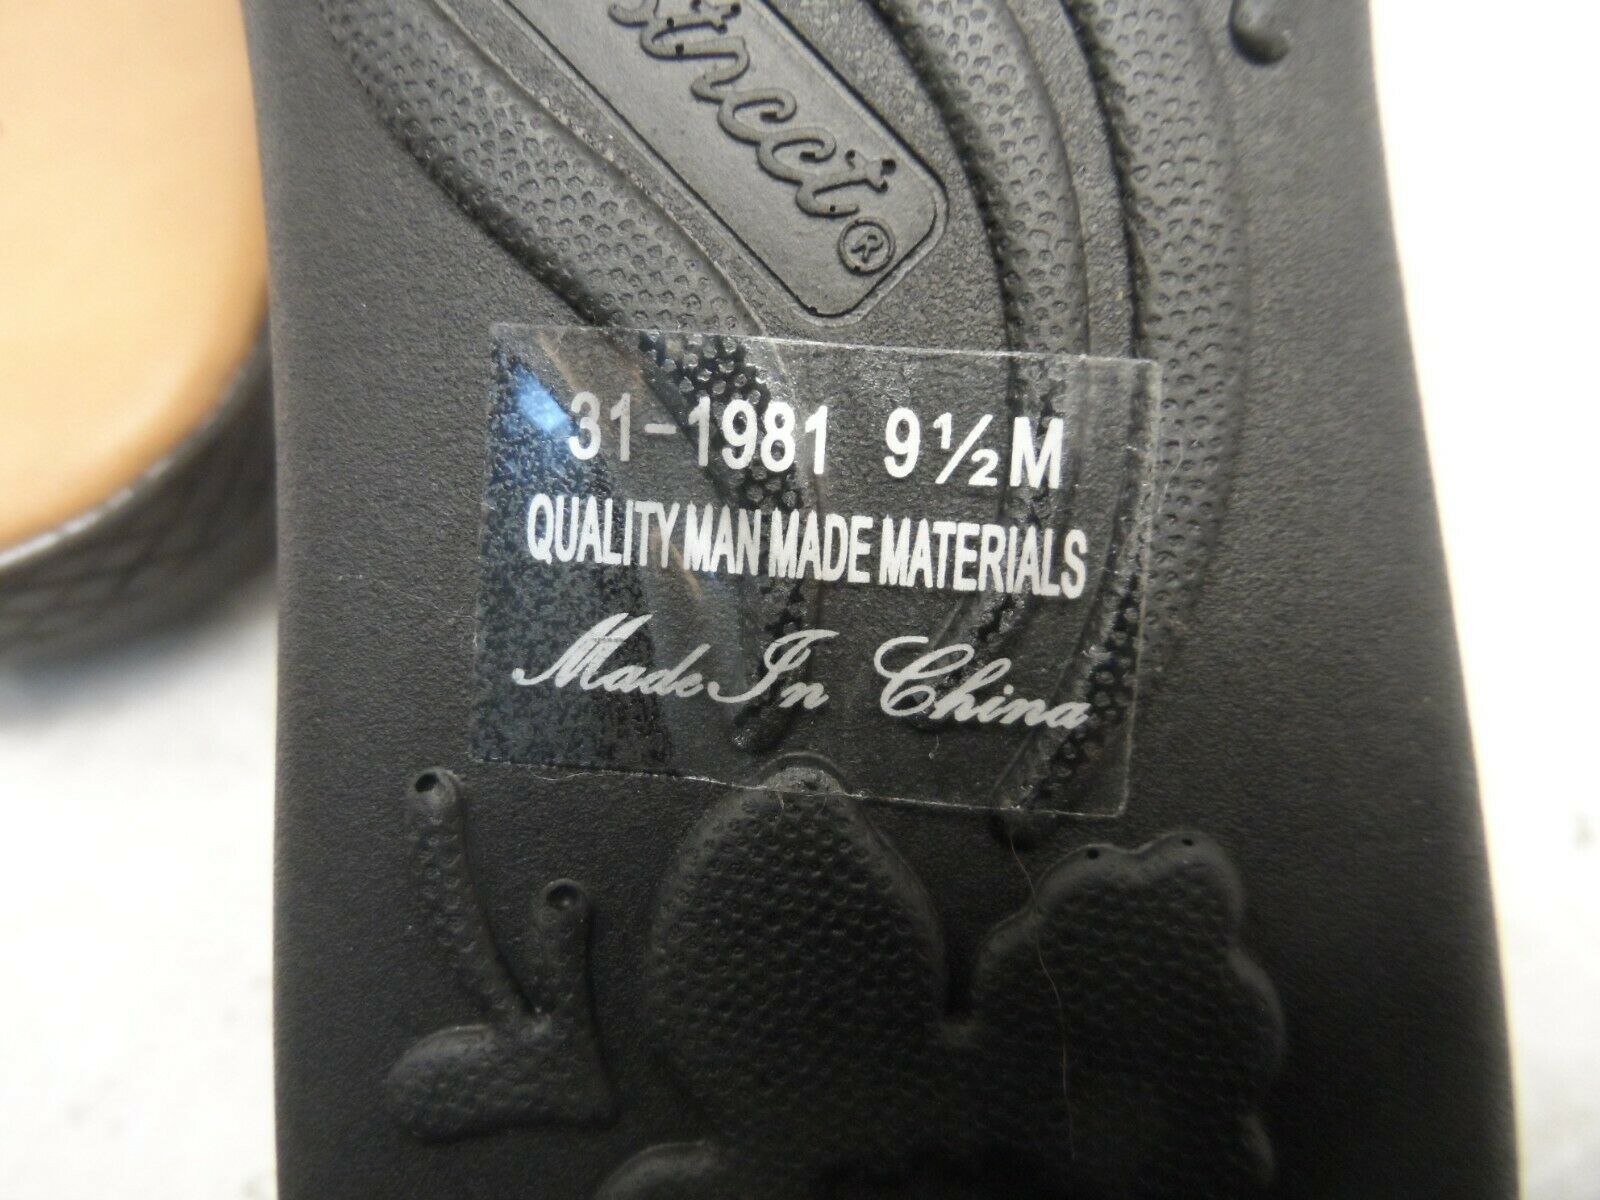 ®
31-1981 9½M
QUALITY MAN MADE MATERIALS
Made In China